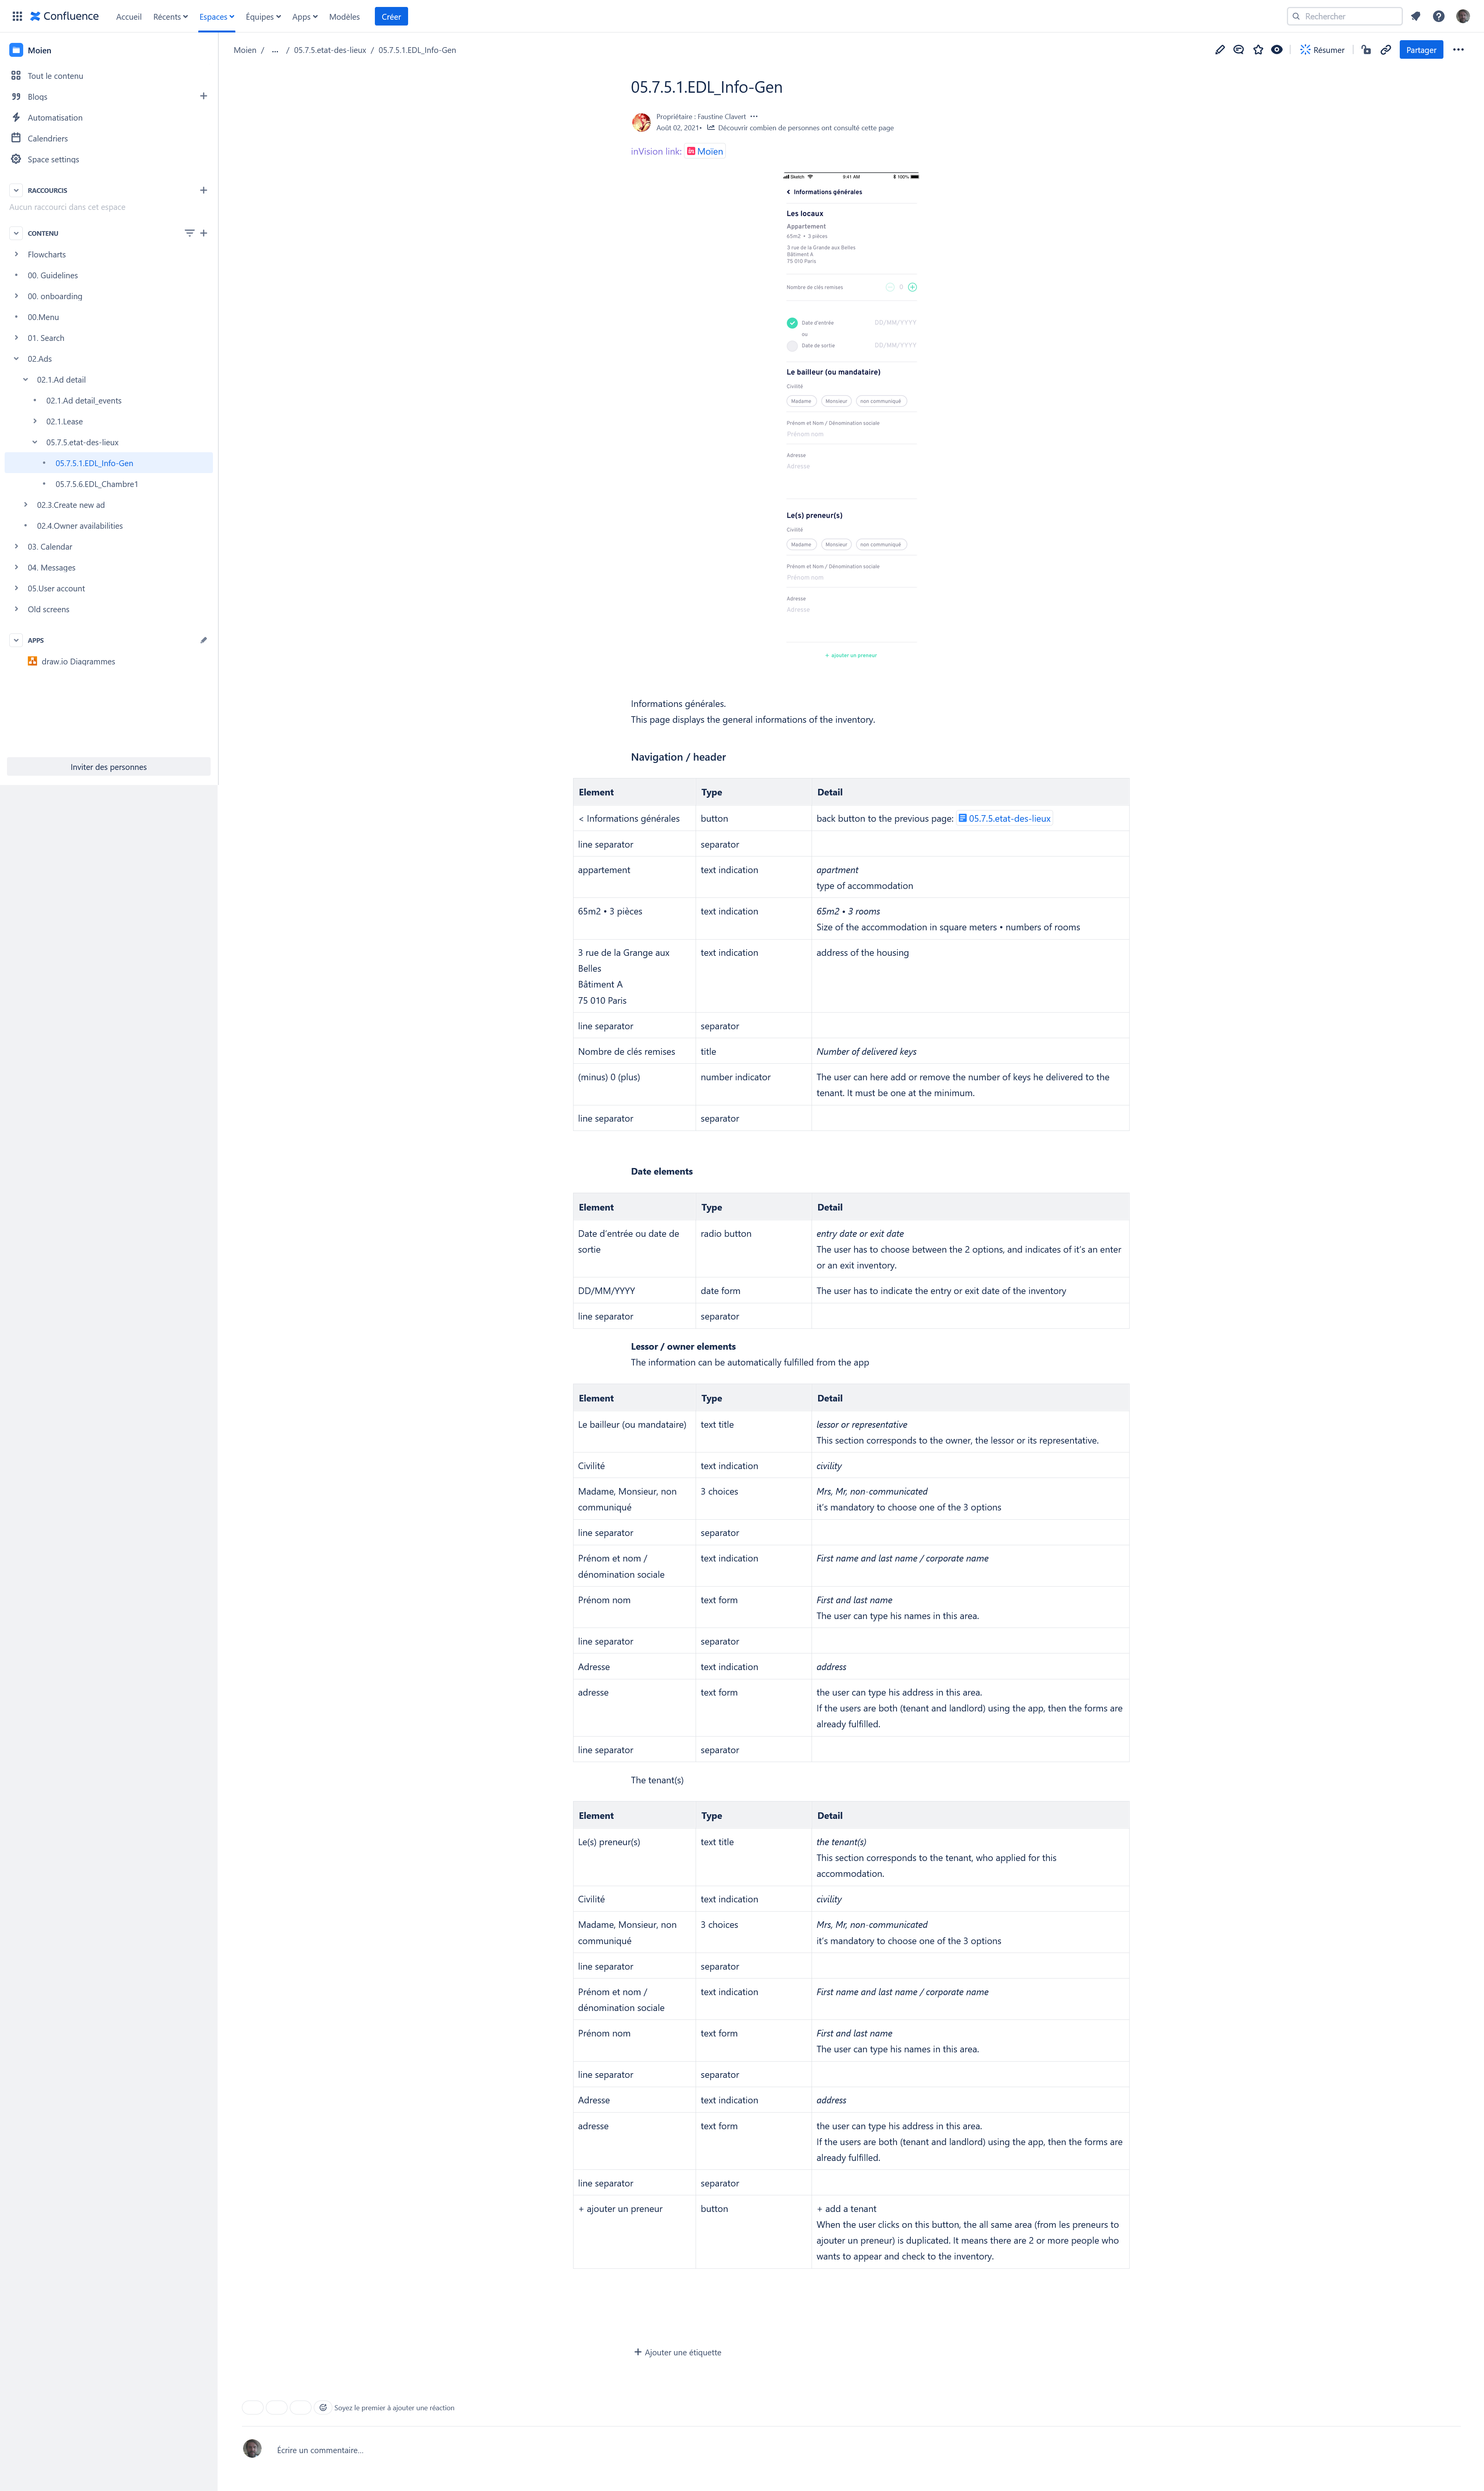 Confluence Accueil Récents Espaces Équipes Apps Modèles Créer Rechercher
Moien
Tout le contenu
Blogs
Automatisation
Calendriers
Space settings
RACCOURCIS
Aucun raccourci dans cet espace
CONTENU
Flowcharts
00. Guidelines
00. onboarding
00.Menu
01. Search
02.Ads
02.1.Ad detail
02.1.Ad detail_events
02.1.Lease
05.7.5.etat-des-lieux
05.7.5.1.EDL_Info-Gen
05.7.5.6.EDL_Chambre1
02.3.Create new ad
02.4.Owner availabilities
03. Calendar
04. Messages
05.User account
Old screens
APPS
draw.io Diagrammes
Inviter des personnes
Moien / ... / 05.7.5.etat-des-lieux / 05.7.5.1.EDL_Info-Gen
Résumer Partager
05.7.5.1.EDL_Info-Gen
Propriétaire : Faustine Clavert
Août 02, 2021• Découvrir combien de personnes ont consulté cette page
inVision link: Moien
Sketch 9:41 AM 100%
Informations générales
Les locaux
Appartement
65m2 • 3 pièces
3 rue de la Grande aux Belles
Bâtiment A
75 010 Paris
Nombre de clés remises 0
Date d'entrée DD/MM/YYYY
ou
Date de sortie DD/MM/YYYY
Le bailleur (ou mandataire)
Civilité
Madame Monsieur non communiqué
Prénom et Nom / Dénomination sociale
Prénom nom
Adresse
Adresse
Le(s) preneur(s)
Civilité
Madame Monsieur non communiqué
Prénom et Nom / Dénomination sociale
Prénom nom
Adresse
Adresse
+ ajouter un preneur
Informations générales.
This page displays the general informations of the inventory.
Navigation / header
Element Type Detail
< Informations générales button back button to the previous page: 05.7.5.etat-des-lieux
line separator separator
appartement text indication apartment
type of accommodation
65m2 • 3 pièces text indication 65m2 • 3 rooms
Size of the accommodation in square meters • numbers of rooms
3 rue de la Grange aux text indication address of the housing
Belles
Bâtiment A
75 010 Paris
line separator separator
Nombre de clés remises title Number of delivered keys
(minus) 0 (plus) number indicator The user can here add or remove the number of keys he delivered to the
tenant. It must be one at the minimum.
line separator separator
Date elements
Element Type Detail
Date d'entrée ou date de radio button entry date or exit date
sortie The user has to choose between the 2 options, and indicates of it's an enter
or an exit inventory.
DD/MM/YYYY date form The user has to indicate the entry or exit date of the inventory
line separator separator
Lessor / owner elements
The information can be automatically fulfilled from the app
Element Type Detail
Le bailleur (ou mandataire) text title lessor or representative
This section corresponds to the owner, the lessor or its representative.
Civilité text indication civility
Madame, Monsieur, non 3 choices Mrs, Mr, non-communicated
communiqué it's mandatory to choose one of the 3 options
line separator separator
Prénom et nom / text indication First name and last name / corporate name
dénomination sociale
Prénom nom text form First and last name
The user can type his names in this area.
line separator separator
Adresse text indication address
adresse text form the user can type his address in this area.
If the users are both (tenant and landlord) using the app, then the forms are
already fulfilled.
line separator separator
The tenant(s)
Element Type Detail
Le(s) preneur(s) text title the tenant(s)
This section corresponds to the tenant, who applied for this
accommodation.
Civilité text indication civility
Madame, Monsieur, non 3 choices Mrs, Mr, non-communicated
communiqué it's mandatory to choose one of the 3 options
line separator separator
Prénom et nom / text indication First name and last name / corporate name
dénomination sociale
Prénom nom text form First and last name
The user can type his names in this area.
line separator separator
Adresse text indication address
adresse text form the user can type his address in this area.
If the users are both (tenant and landlord) using the app, then the forms are
already fulfilled.
line separator separator
+ ajouter un preneur button + add a tenant
When the user clicks on this button, the all same area (from les preneurs to
ajouter un preneur) is duplicated. It means there are 2 or more people who
wants to appear and check to the inventory.
Ajouter une étiquette
Soyez le premier à ajouter une réaction
Écrire un commentaire...